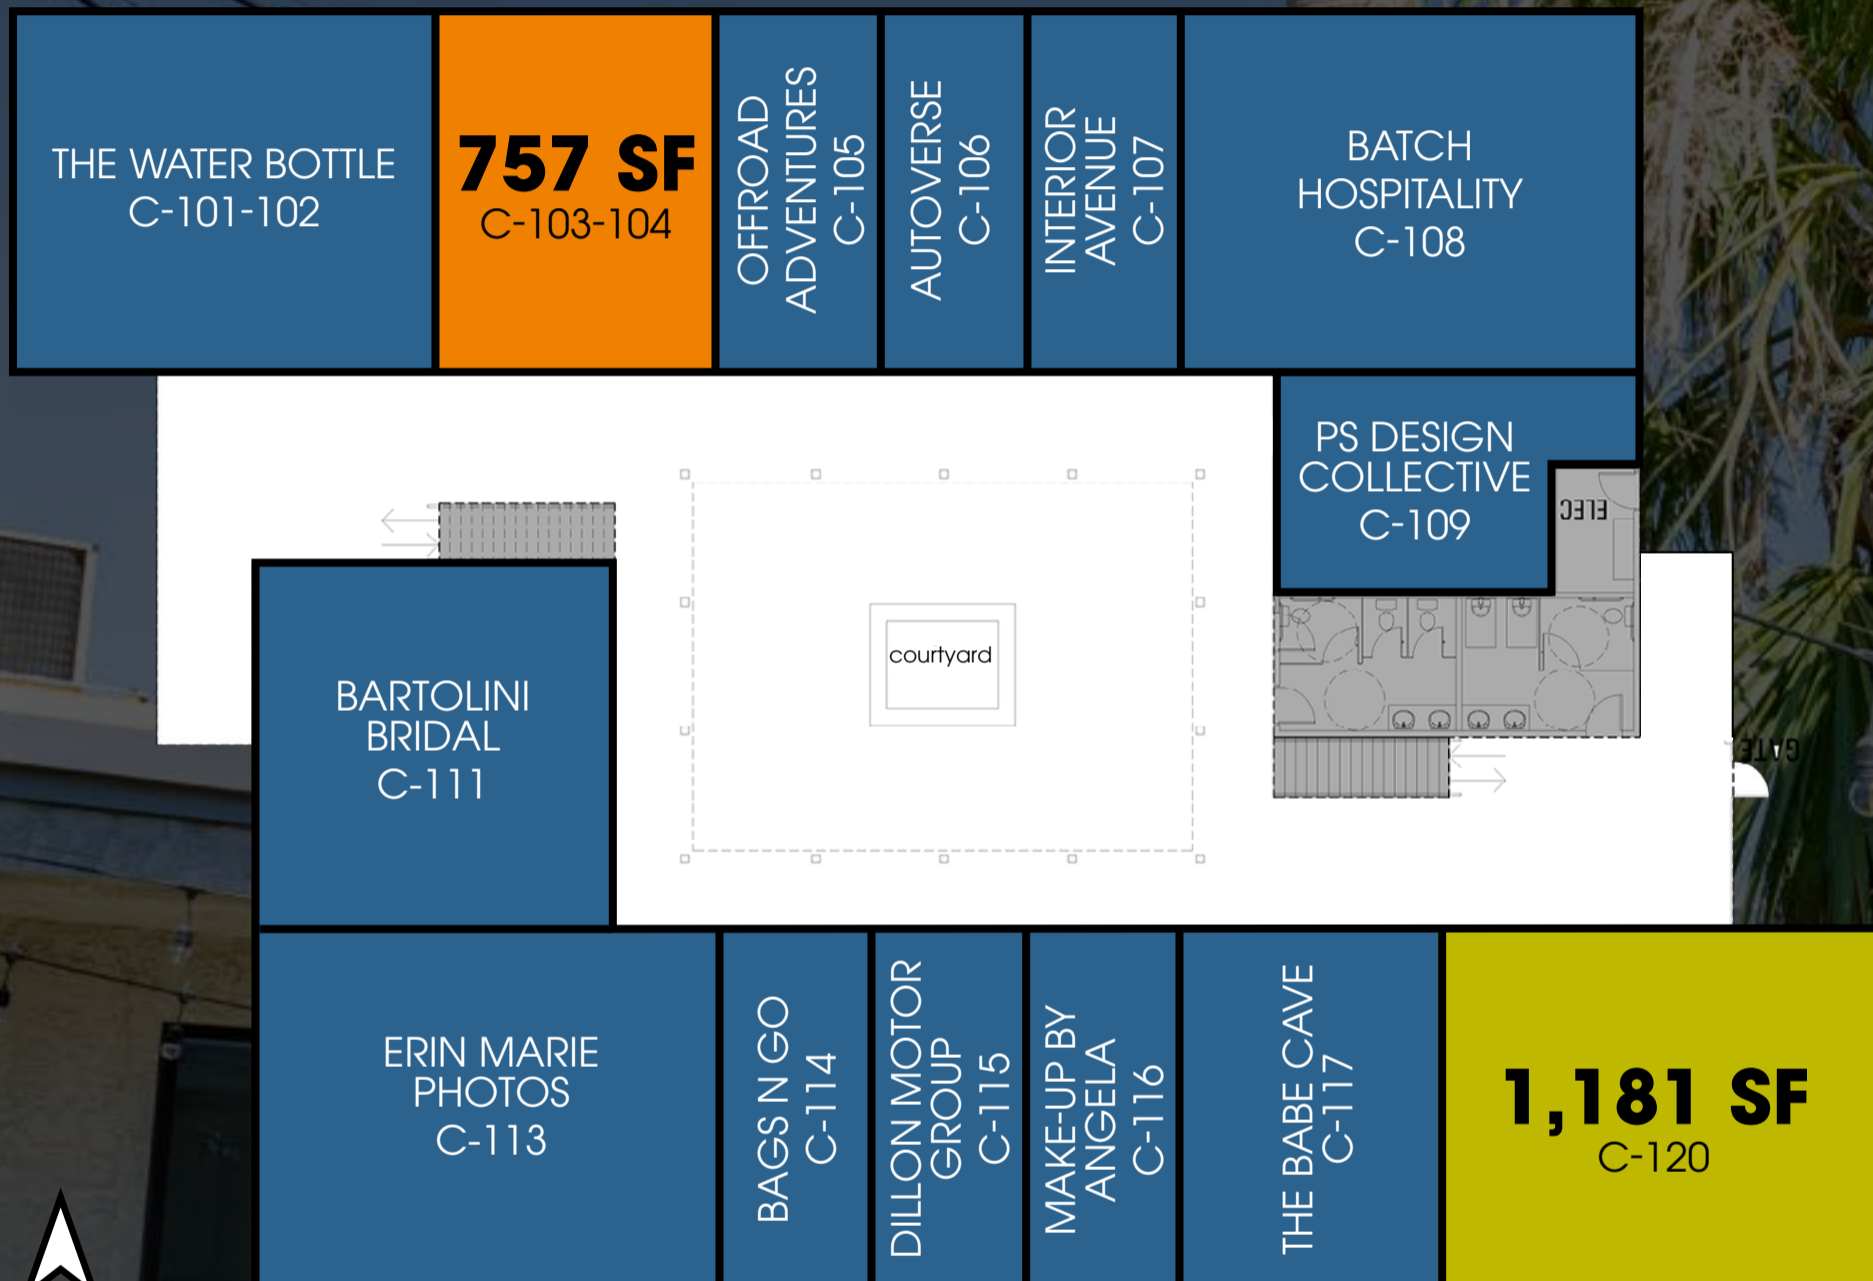 THE WATER BOTTLE
C-101-102
757 SF
C-103-104
OFFROAD
ADVENTURES
C-105
AUTOVERSE
C-106
INTERIOR
AVENUE
C-107
BATCH
HOSPITALITY
C-108
PS DESIGN
COLLECTIVE
C-109
ELEC
courtyard
BARTOLINI
BRIDAL
C-111
GATE
ERIN MARIE
PHOTOS
C-113
BAGS N GO
C-114
DILLON MOTOR
GROUP
C-115
MAKE-UP BY
ANGELA
C-116
THE BABE CAVE
C-117
1,181 SF
C-120